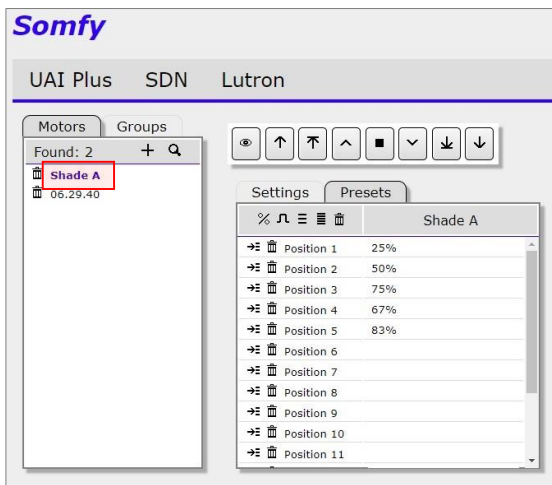 Somfy
UAI Plus SDN Lutron
Motors Groups
Found: 2
Shade A
06.29.40
Settings Presets
% Shade A
Position 1 25%
Position 2 50%
Position 3 75%
Position 4 67%
Position 5 83%
Position 6
Position 7
Position 8
Position 9
Position 10
Position 11